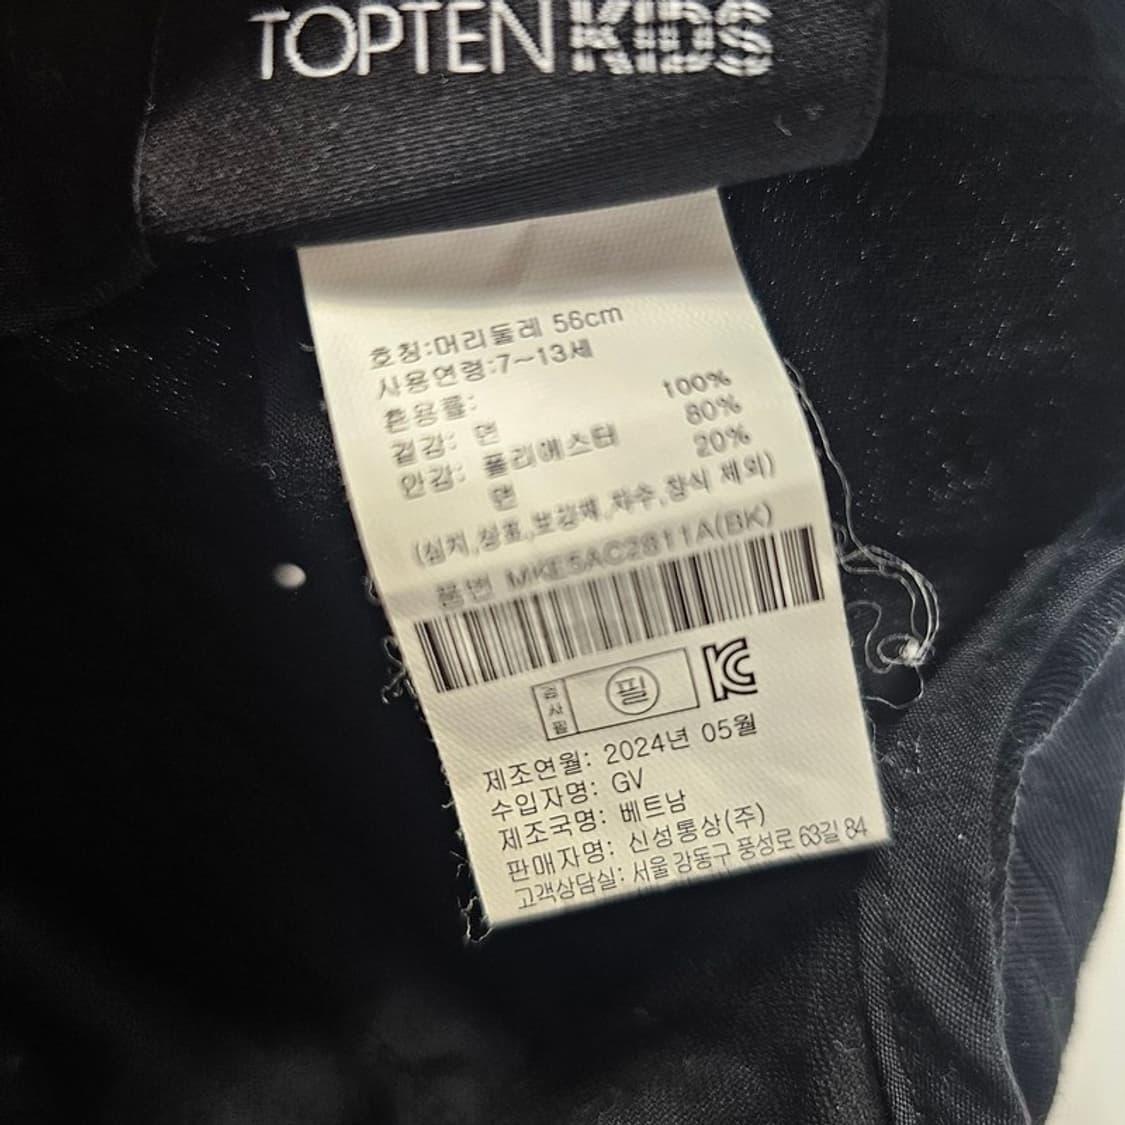 TOPTEN KIDS
호칭:머리둘레 56cm
사용연령:7~13세
혼용률:
겉감: 면 100%
안감: 폴리에스터 80%
면 20%
(심지,상표,보강재,자수,장식 제외)
품번 MKE5AC2811A(BK)
검사필 필 KC
제조연월: 2024년 05월
수입자명: GV
제조국명: 베트남
판매자명: 신성통상(주)
고객상담실: 서울 강동구 풍성로 63길 84